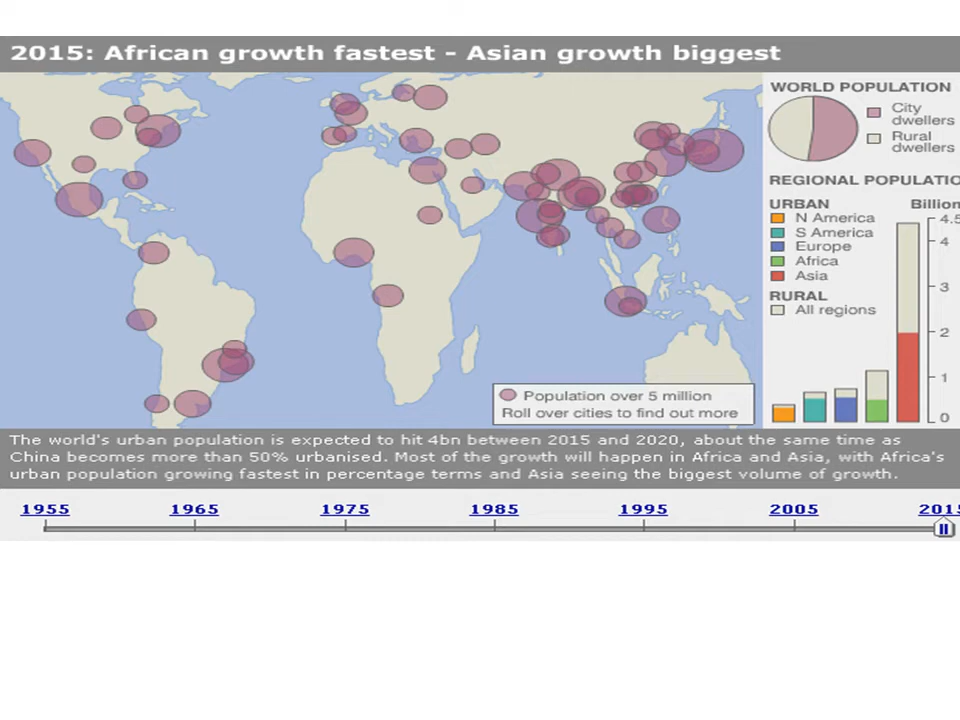 2015: African growth fastest - Asian growth biggest
WORLD POPULATION
City
dwellers
Rural
dwellers
REGIONAL POPULATIO
URBAN
Billion
N America
S America
Europe
Africa
Asia
RURAL
All regions
4.5
4
3
2
1
0
Population over 5 million
Roll over cities to find out more
The world's urban population is expected to hit 4bn between 2015 and 2020, about the same time as
China becomes more than 50% urbanised. Most of the growth will happen in Africa and Asia, with Africa's
urban population growing fastest in percentage terms and Asia seeing the biggest volume of growth.
1955 1965 1975 1985 1995 2005 2015